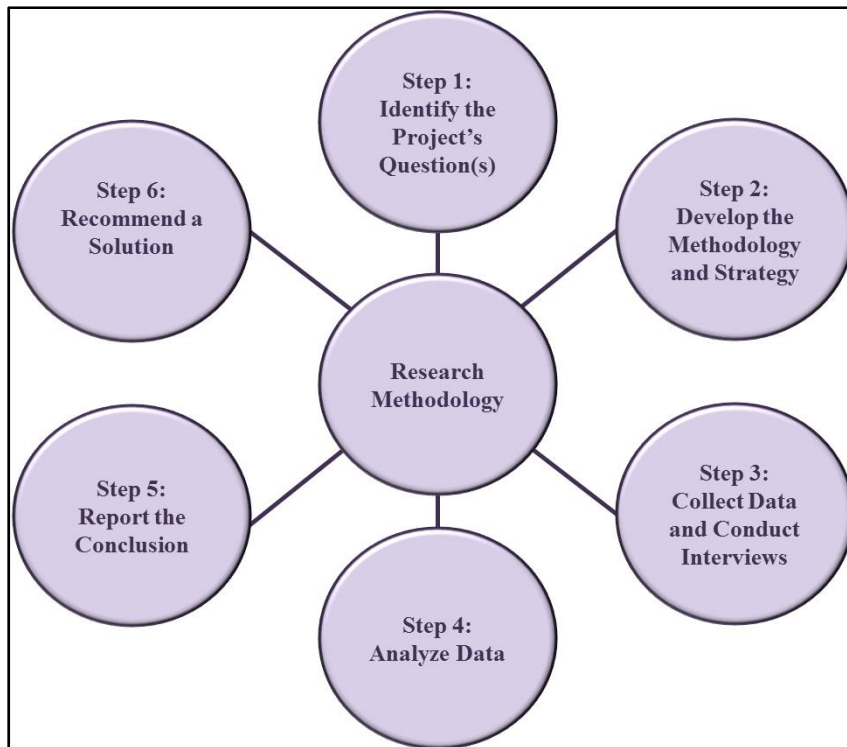 Step 1:
Identify the
Project’s
Question(s)
Step 2:
Develop the
Methodology
and Strategy
Step 3:
Collect Data
and Conduct
Interviews
Step 4:
Analyze Data
Step 5:
Report the
Conclusion
Step 6:
Recommend a
Solution
Research
Methodology